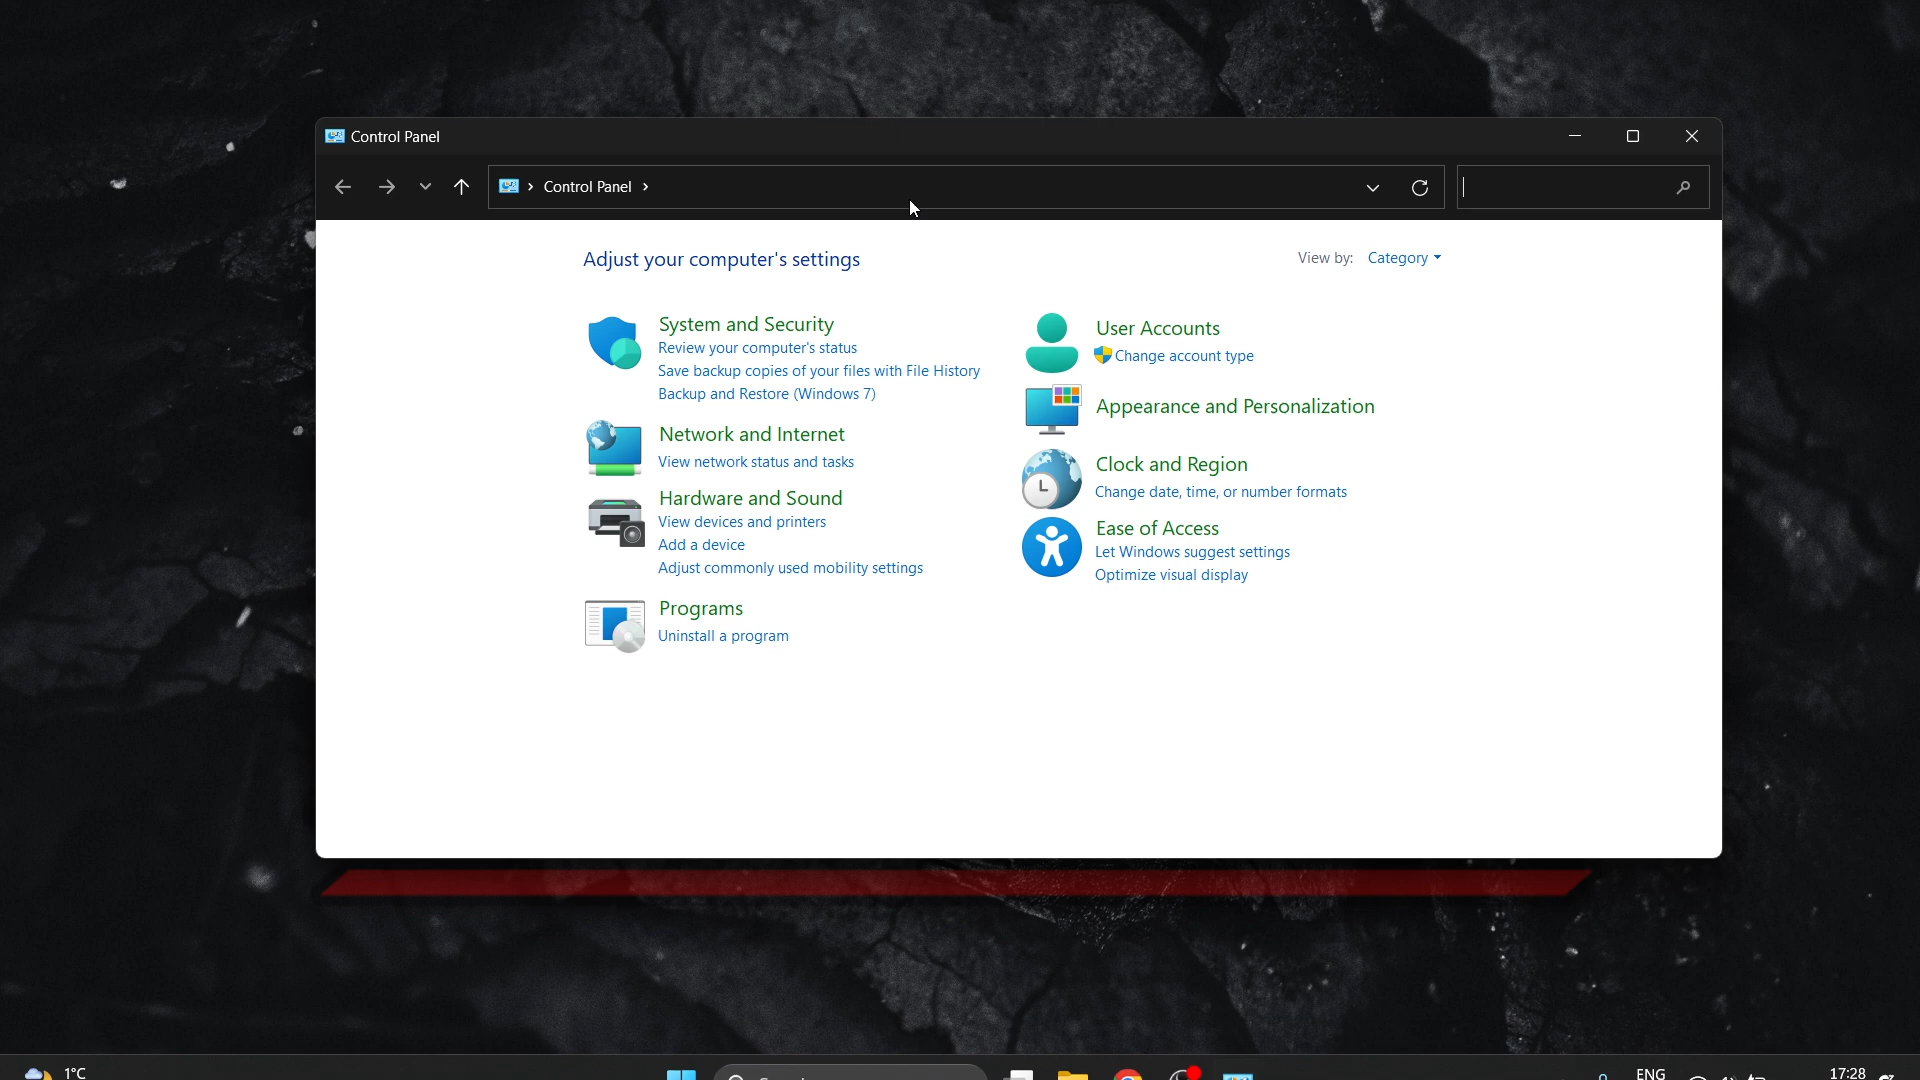 Control Panel
Control Panel
Adjust your computer's settings
View by: Category
System and Security
Review your computer's status
Save backup copies of your files with File History
Backup and Restore (Windows 7)
Network and Internet
View network status and tasks
Hardware and Sound
View devices and printers
Add a device
Adjust commonly used mobility settings
Programs
Uninstall a program
User Accounts
Change account type
Appearance and Personalization
Clock and Region
Change date, time, or number formats
Ease of Access
Let Windows suggest settings
Optimize visual display
1°C
ENG
17:28